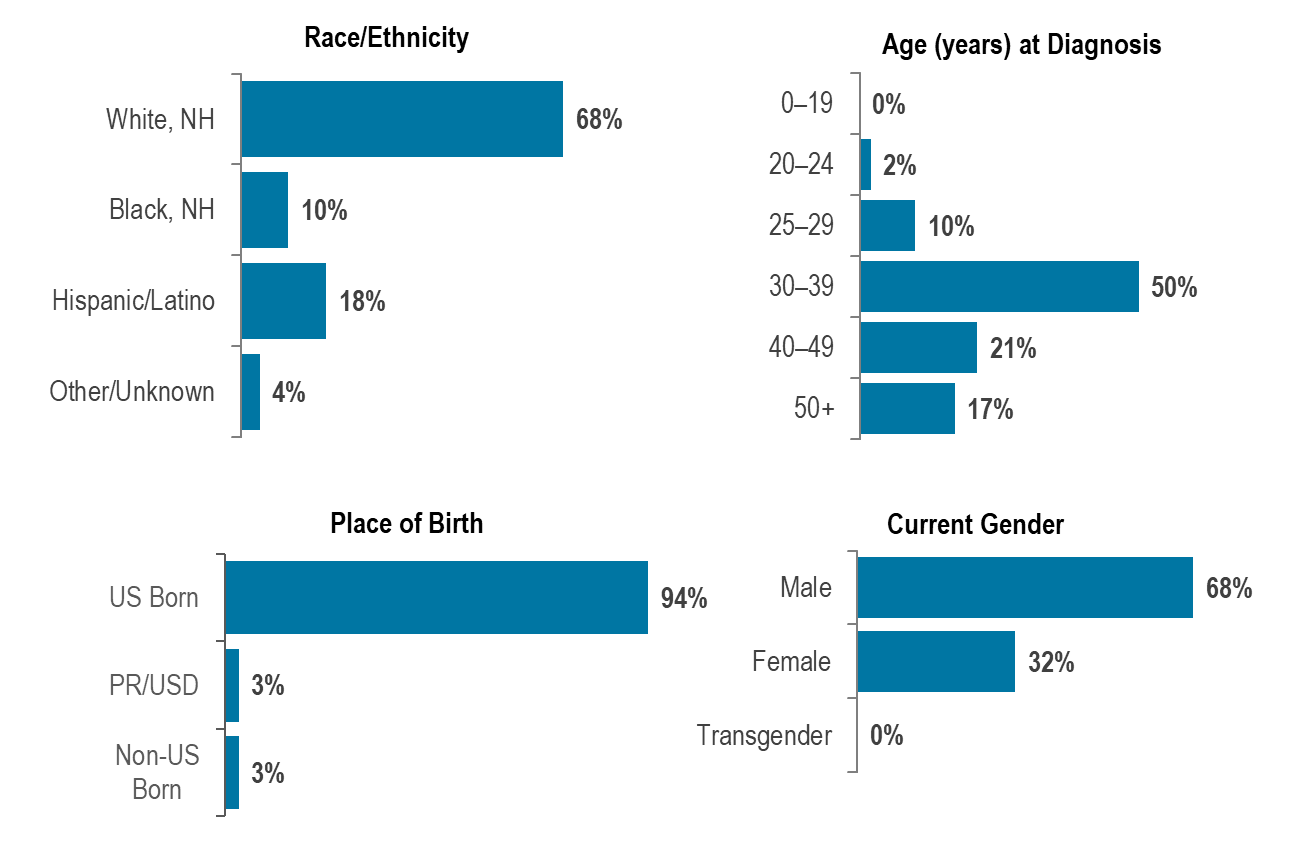 Race/Ethnicity
White, NH
68%
Black, NH
10%
Hispanic/Latino
18%
Other/Unknown
4%
Age (years) at Diagnosis
0–19
0%
20–24
2%
25–29
10%
30–39
50%
40–49
21%
50+
17%
Place of Birth
US Born
94%
PR/USD
3%
Non-US
Born
3%
Current Gender
Male
68%
Female
32%
Transgender
0%